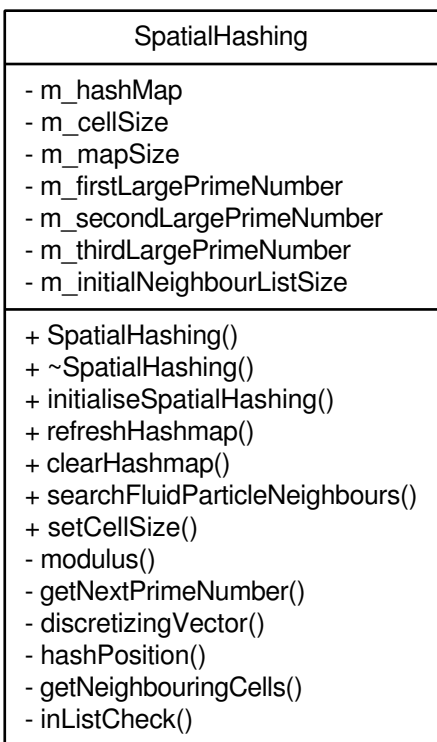 SpatialHashing
- m_hashMap
- m_cellSize
- m_mapSize
- m_firstLargePrimeNumber
- m_secondLargePrimeNumber
- m_thirdLargePrimeNumber
- m_initialNeighbourListSize
+ SpatialHashing()
+ ~SpatialHashing()
+ initialiseSpatialHashing()
+ refreshHashmap()
+ clearHashmap()
+ searchFluidParticleNeighbours()
+ setCellSize()
- modulus()
- getNextPrimeNumber()
- discretizingVector()
- hashPosition()
- getNeighbouringCells()
- inListCheck()